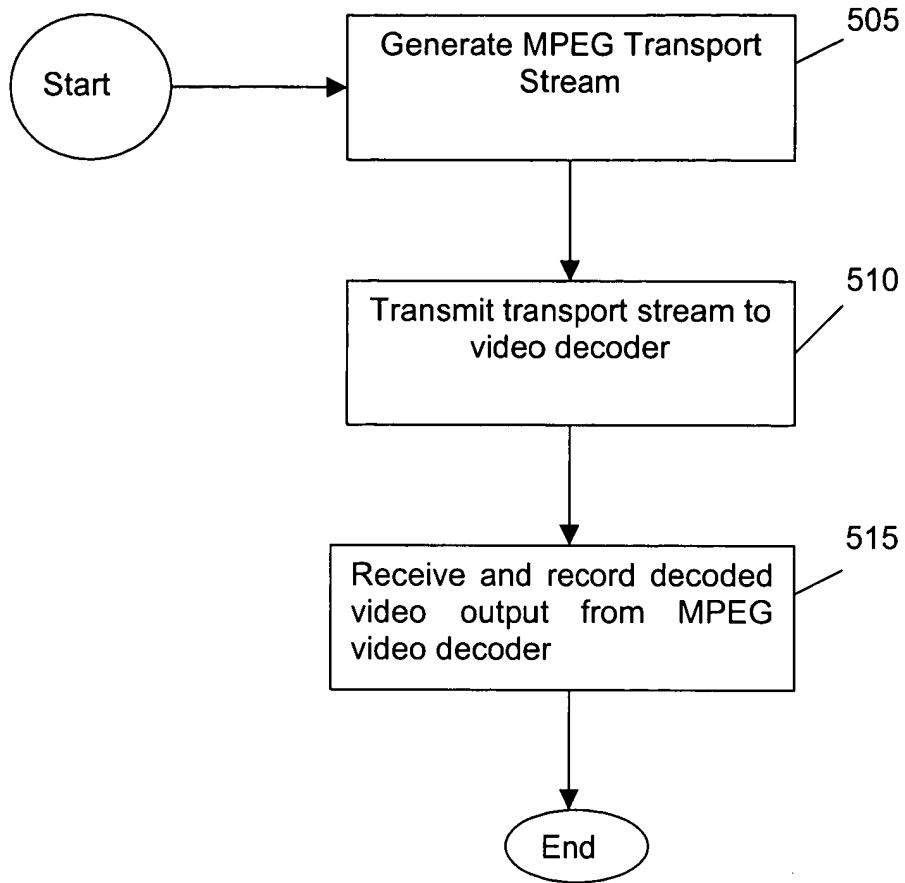 505
Start
Generate MPEG Transport
Stream
510
Transmit transport stream to
video decoder
515
Receive and record decoded
video output from MPEG
video decoder
End